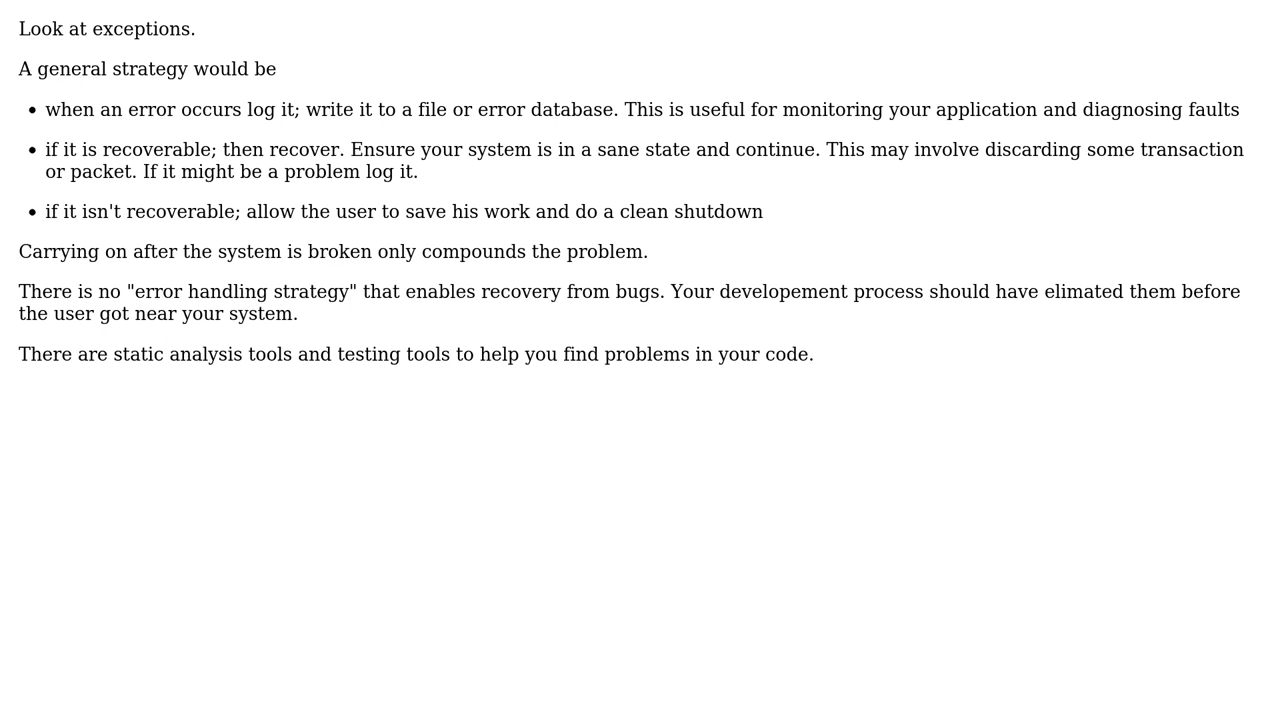 Look at exceptions.
A general strategy would be
• when an error occurs log it; write it to a file or error database. This is useful for monitoring your application and diagnosing faults
• if it is recoverable; then recover. Ensure your system is in a sane state and continue. This may involve discarding some transaction
or packet. If it might be a problem log it.
• if it isn't recoverable; allow the user to save his work and do a clean shutdown
Carrying on after the system is broken only compounds the problem.
There is no "error handling strategy" that enables recovery from bugs. Your developement process should have elimated them before
the user got near your system.
There are static analysis tools and testing tools to help you find problems in your code.